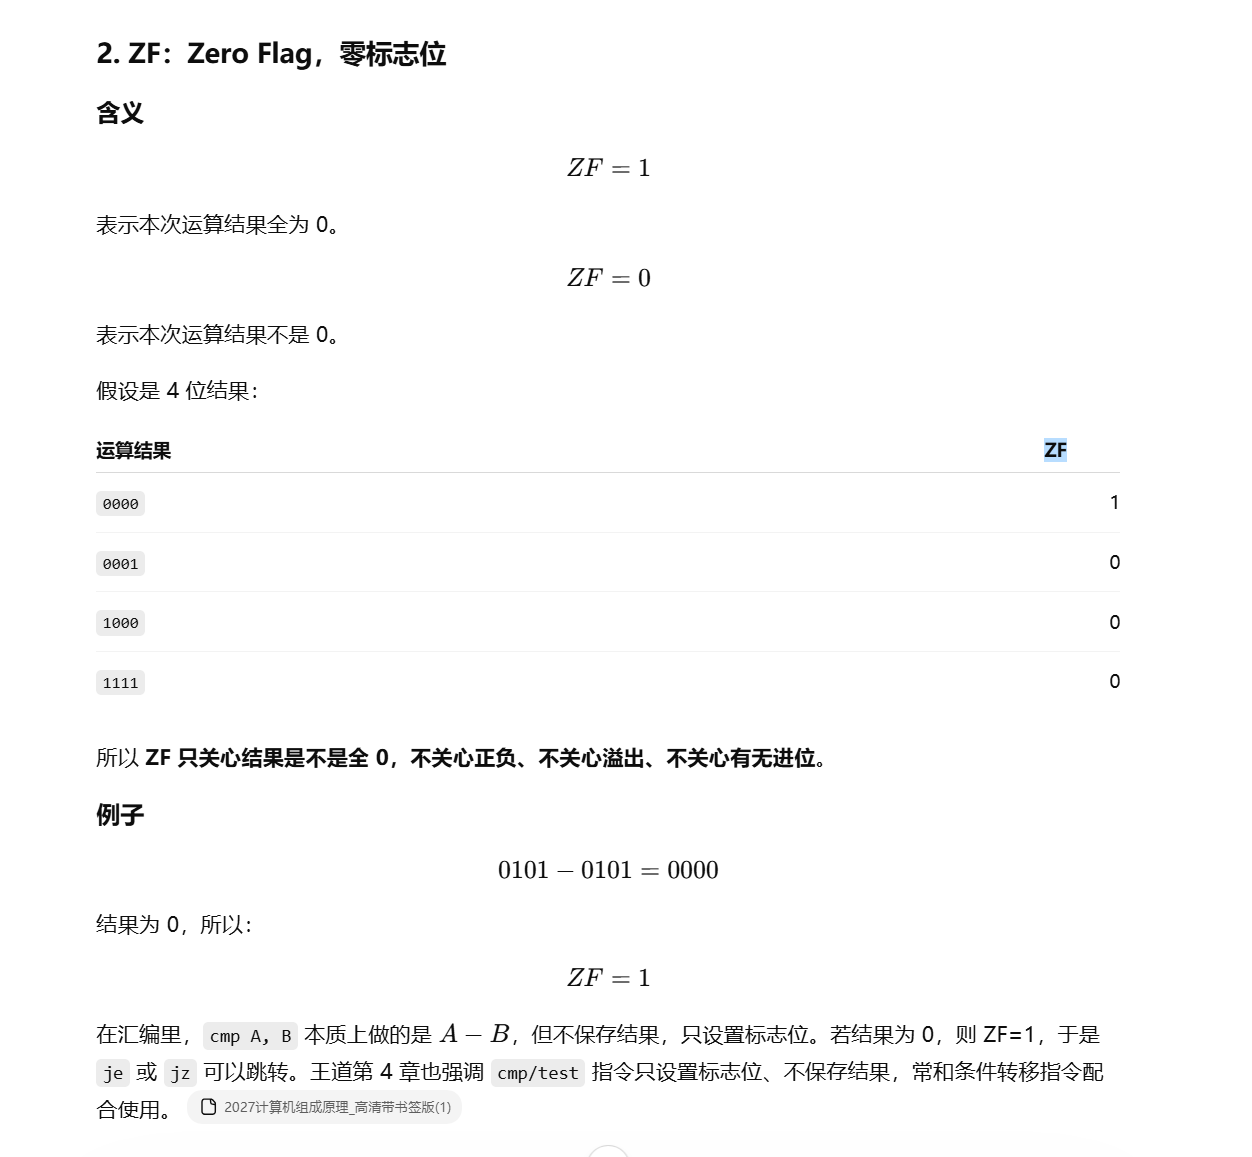 2. ZF：Zero Flag，零标志位
含义
ZF = 1
表示本次运算结果全为 0。
ZF = 0
表示本次运算结果不是 0。
假设是 4 位结果：
运算结果 ZF
0000 1
0001 0
1000 0
1111 0
所以 ZF 只关心结果是不是全 0，不关心正负、不关心溢出、不关心有无进位。
例子
0101 − 0101 = 0000
结果为 0，所以：
ZF = 1
在汇编里，cmp A, B 本质上做的是 A − B，但不保存结果，只设置标志位。若结果为 0，则 ZF=1，于是
je 或 jz 可以跳转。王道第 4 章也强调 cmp/test 指令只设置标志位、不保存结果，常和条件转移指令配
合使用。 2027计算机组成原理_高清带书签版(1)